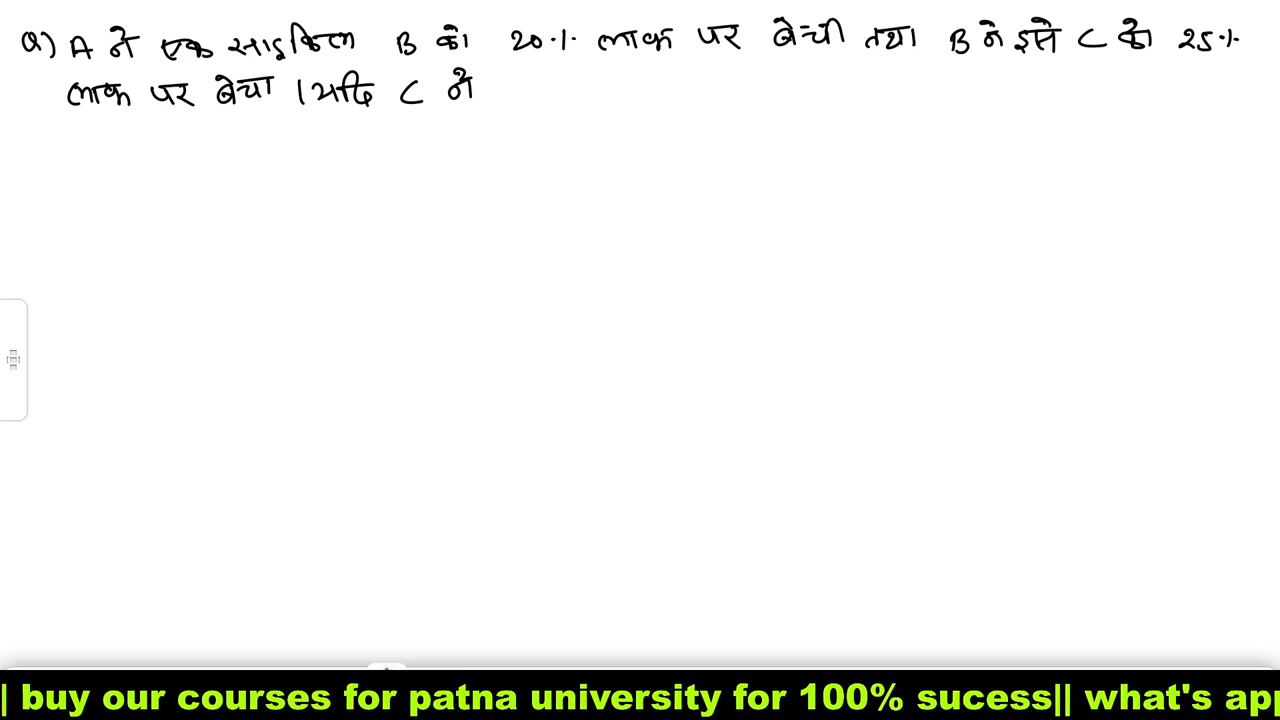 Q) A ने एक साइकिल B को 20% लाभ पर बेची तथा B ने इसे C को 25%
लाभ पर बेचा । यदि C ने
| buy our courses for patna university for 100% sucess|| what's app